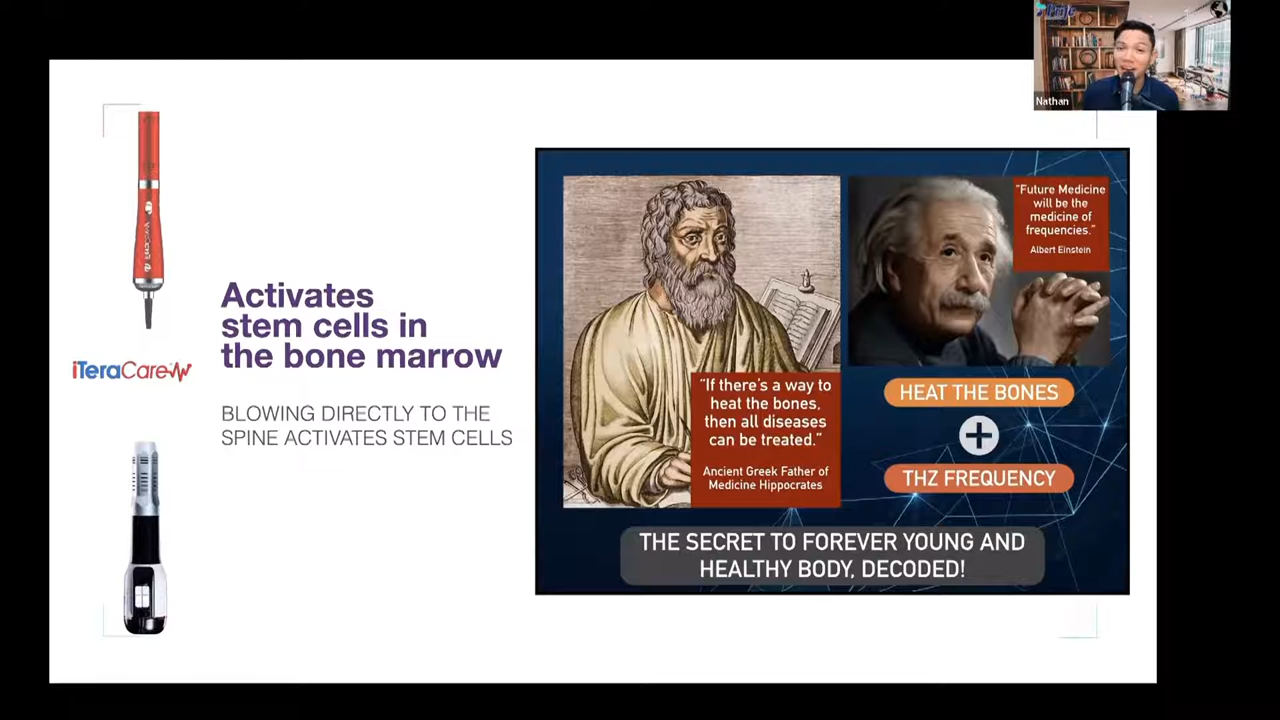 Nathan
iTeraCare
Activates
stem cells in
the bone marrow
BLOWING DIRECTLY TO THE
SPINE ACTIVATES STEM CELLS
"If there's a way to
heat the bones,
then all diseases
can be treated."
Ancient Greek Father of
Medicine Hippocrates
"Future Medicine
will be the
medicine of
frequencies."
Albert Einstein
HEAT THE BONES
+
THZ FREQUENCY
THE SECRET TO FOREVER YOUNG AND
HEALTHY BODY, DECODED!